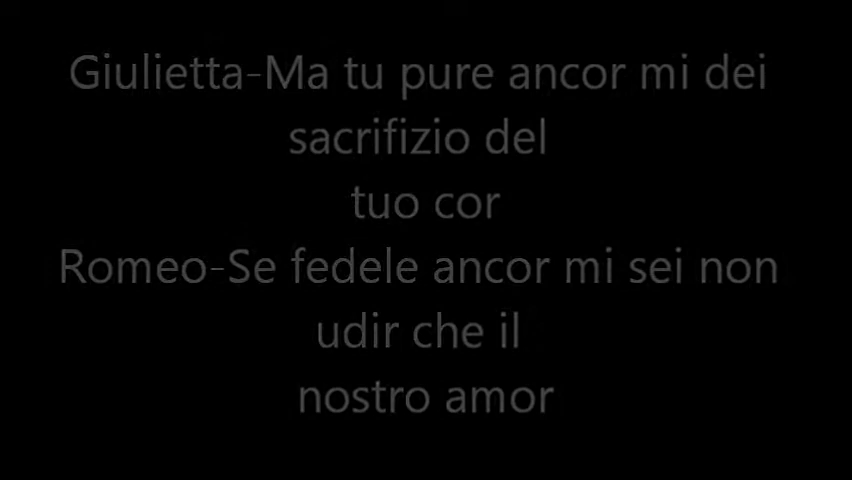 Giulietta-Ma tu pure ancor mi dei
sacrifizio del
tuo cor
Romeo-Se fedele ancor mi sei non
udir che il
nostro amor